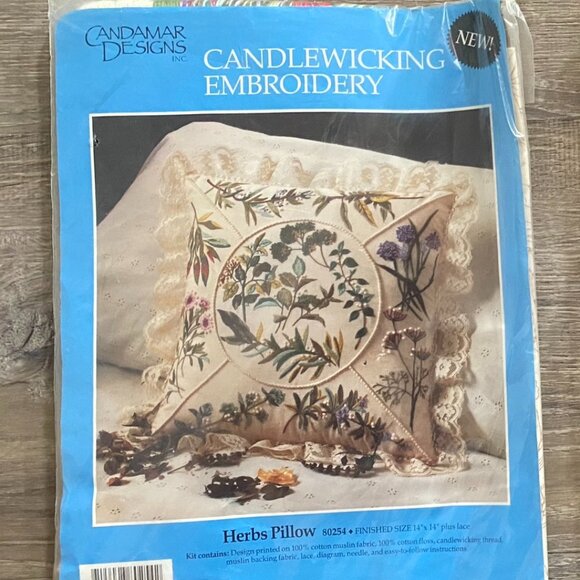 CANDAMAR
DESIGNS
INC.
CANDLEWICKING
EMBROIDERY
NEW!
Herbs Pillow 80254 ♦ FINISHED SIZE 14"x 14" plus lace
Kit contains: Design printed on 100% cotton muslin fabric, 100% cotton floss, candlewicking thread,
muslin backing fabric, lace, diagram, needle, and easy-to-follow instructions